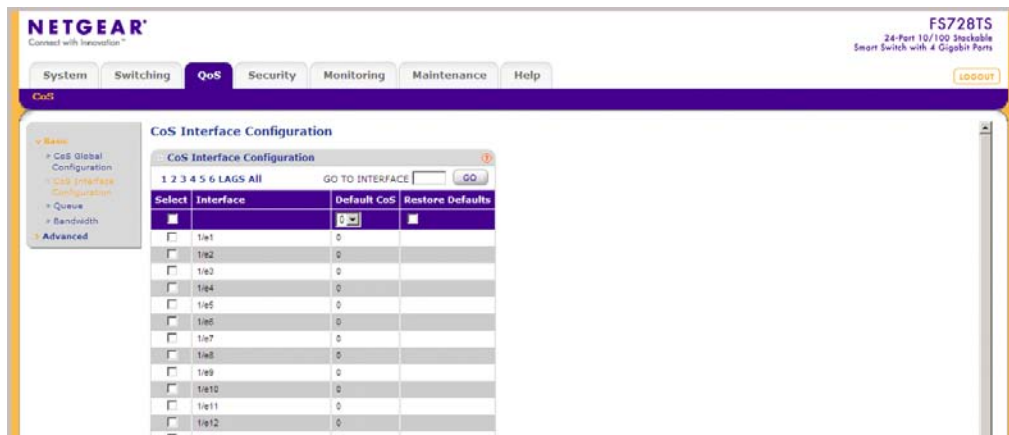 NETGEAR
Connect with Innovation™
FS728TS
24-Port 10/100 Stackable
Smart Switch with 4 Gigabit Ports
System Switching QoS Security Monitoring Maintenance Help
LOGOUT
CoS
Basic
CoS Global
Configuration
CoS Interface
Configuration
Queue
Bandwidth
Advanced
CoS Interface Configuration
CoS Interface Configuration
1 2 3 4 5 6 LAGS All GO TO INTERFACE GO
Select Interface Default CoS Restore Defaults
0
1/e1 0
1/e2 0
1/e3 0
1/e4 0
1/e5 0
1/e6 0
1/e7 0
1/e8 0
1/e9 0
1/e10 0
1/e11 0
1/e12 0